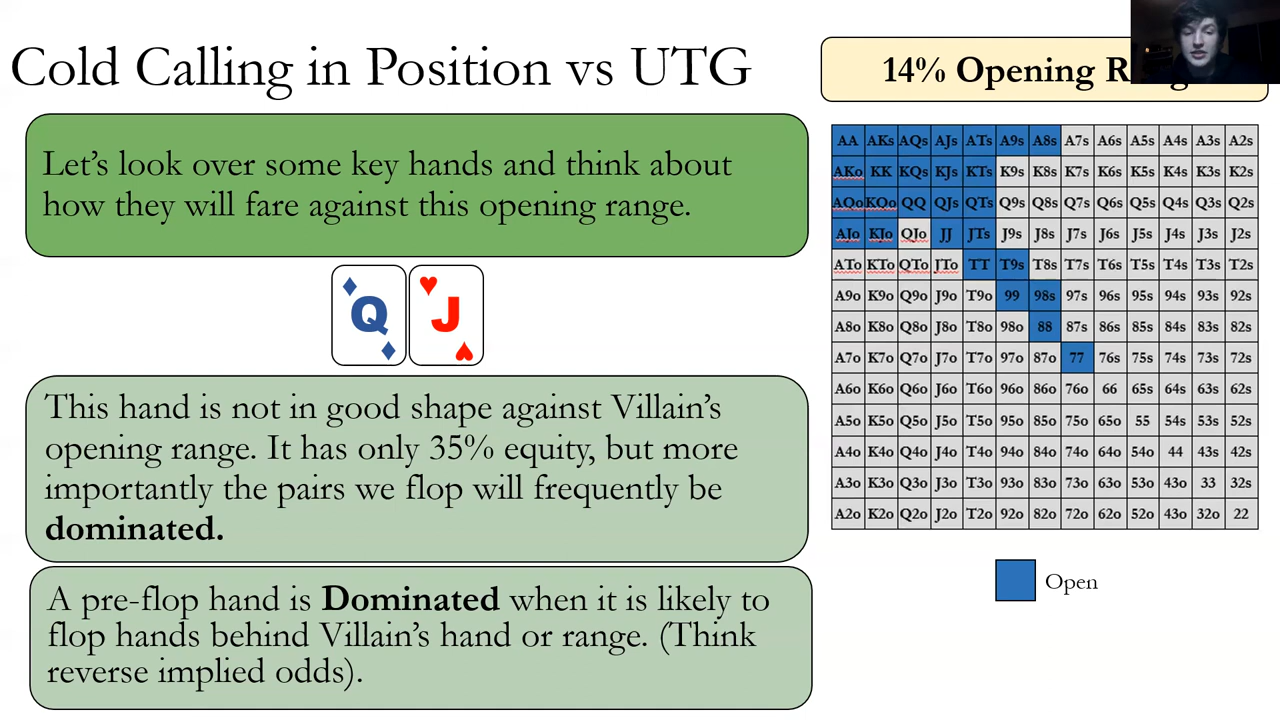 Cold Calling in Position vs UTG
14% Opening R
Let's look over some key hands and think about
how they will fare against this opening range.
Q J
This hand is not in good shape against Villain's
opening range. It has only 35% equity, but more
importantly the pairs we flop will frequently be
dominated.
A pre-flop hand is Dominated when it is likely to
flop hands behind Villain's hand or range. (Think
reverse implied odds).
AA AKs AQs AJs ATs A9s A8s A7s A6s A5s A4s A3s A2s
AKo KK KQs KJs KTs K9s K8s K7s K6s K5s K4s K3s K2s
AQo KQo QQ QJs QTs Q9s Q8s Q7s Q6s Q5s Q4s Q3s Q2s
AJo KJo QJo JJ JTs J9s J8s J7s J6s J5s J4s J3s J2s
ATo KTo QTo JTo TT T9s T8s T7s T6s T5s T4s T3s T2s
A9o K9o Q9o J9o T9o 99 98s 97s 96s 95s 94s 93s 92s
A8o K8o Q8o J8o T8o 98o 88 87s 86s 85s 84s 83s 82s
A7o K7o Q7o J7o T7o 97o 87o 77 76s 75s 74s 73s 72s
A6o K6o Q6o J6o T6o 96o 86o 76o 66 65s 64s 63s 62s
A5o K5o Q5o J5o T5o 95o 85o 75o 65o 55 54s 53s 52s
A4o K4o Q4o J4o T4o 94o 84o 74o 64o 54o 44 43s 42s
A3o K3o Q3o J3o T3o 93o 83o 73o 63o 53o 43o 33 32s
A2o K2o Q2o J2o T2o 92o 82o 72o 62o 52o 42o 32o 22
Open